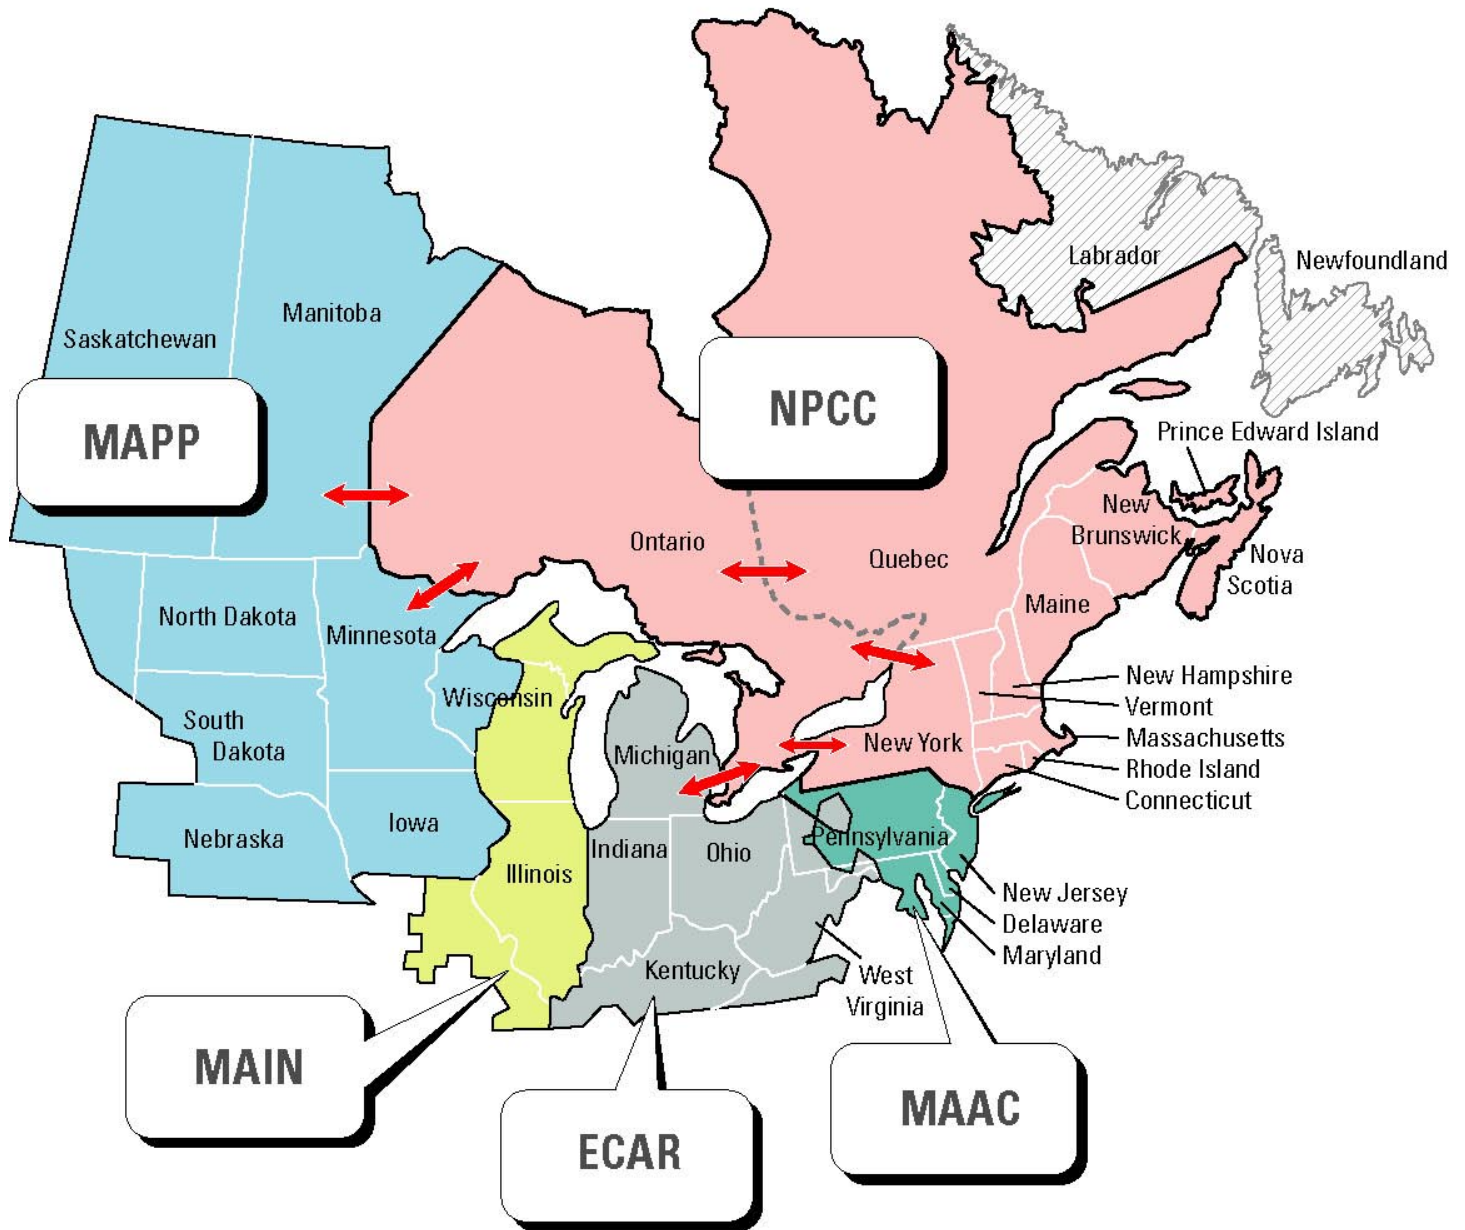 Labrador
Newfoundland
Manitoba
Saskatchewan
NPCC
MAPP
Prince Edward Island
New
Brunswick
Ontario
Quebec
Nova
Scotia
North Dakota
Minnesota
Maine
New Hampshire
Vermont
Wisconsin
South
Dakota
Michigan
New York
Massachusetts
Rhode Island
Connecticut
Nebraska
Iowa
Illinois
Indiana
Ohio
Pennsylvania
New Jersey
Delaware
Maryland
Kentucky
West
Virginia
MAIN
ECAR
MAAC